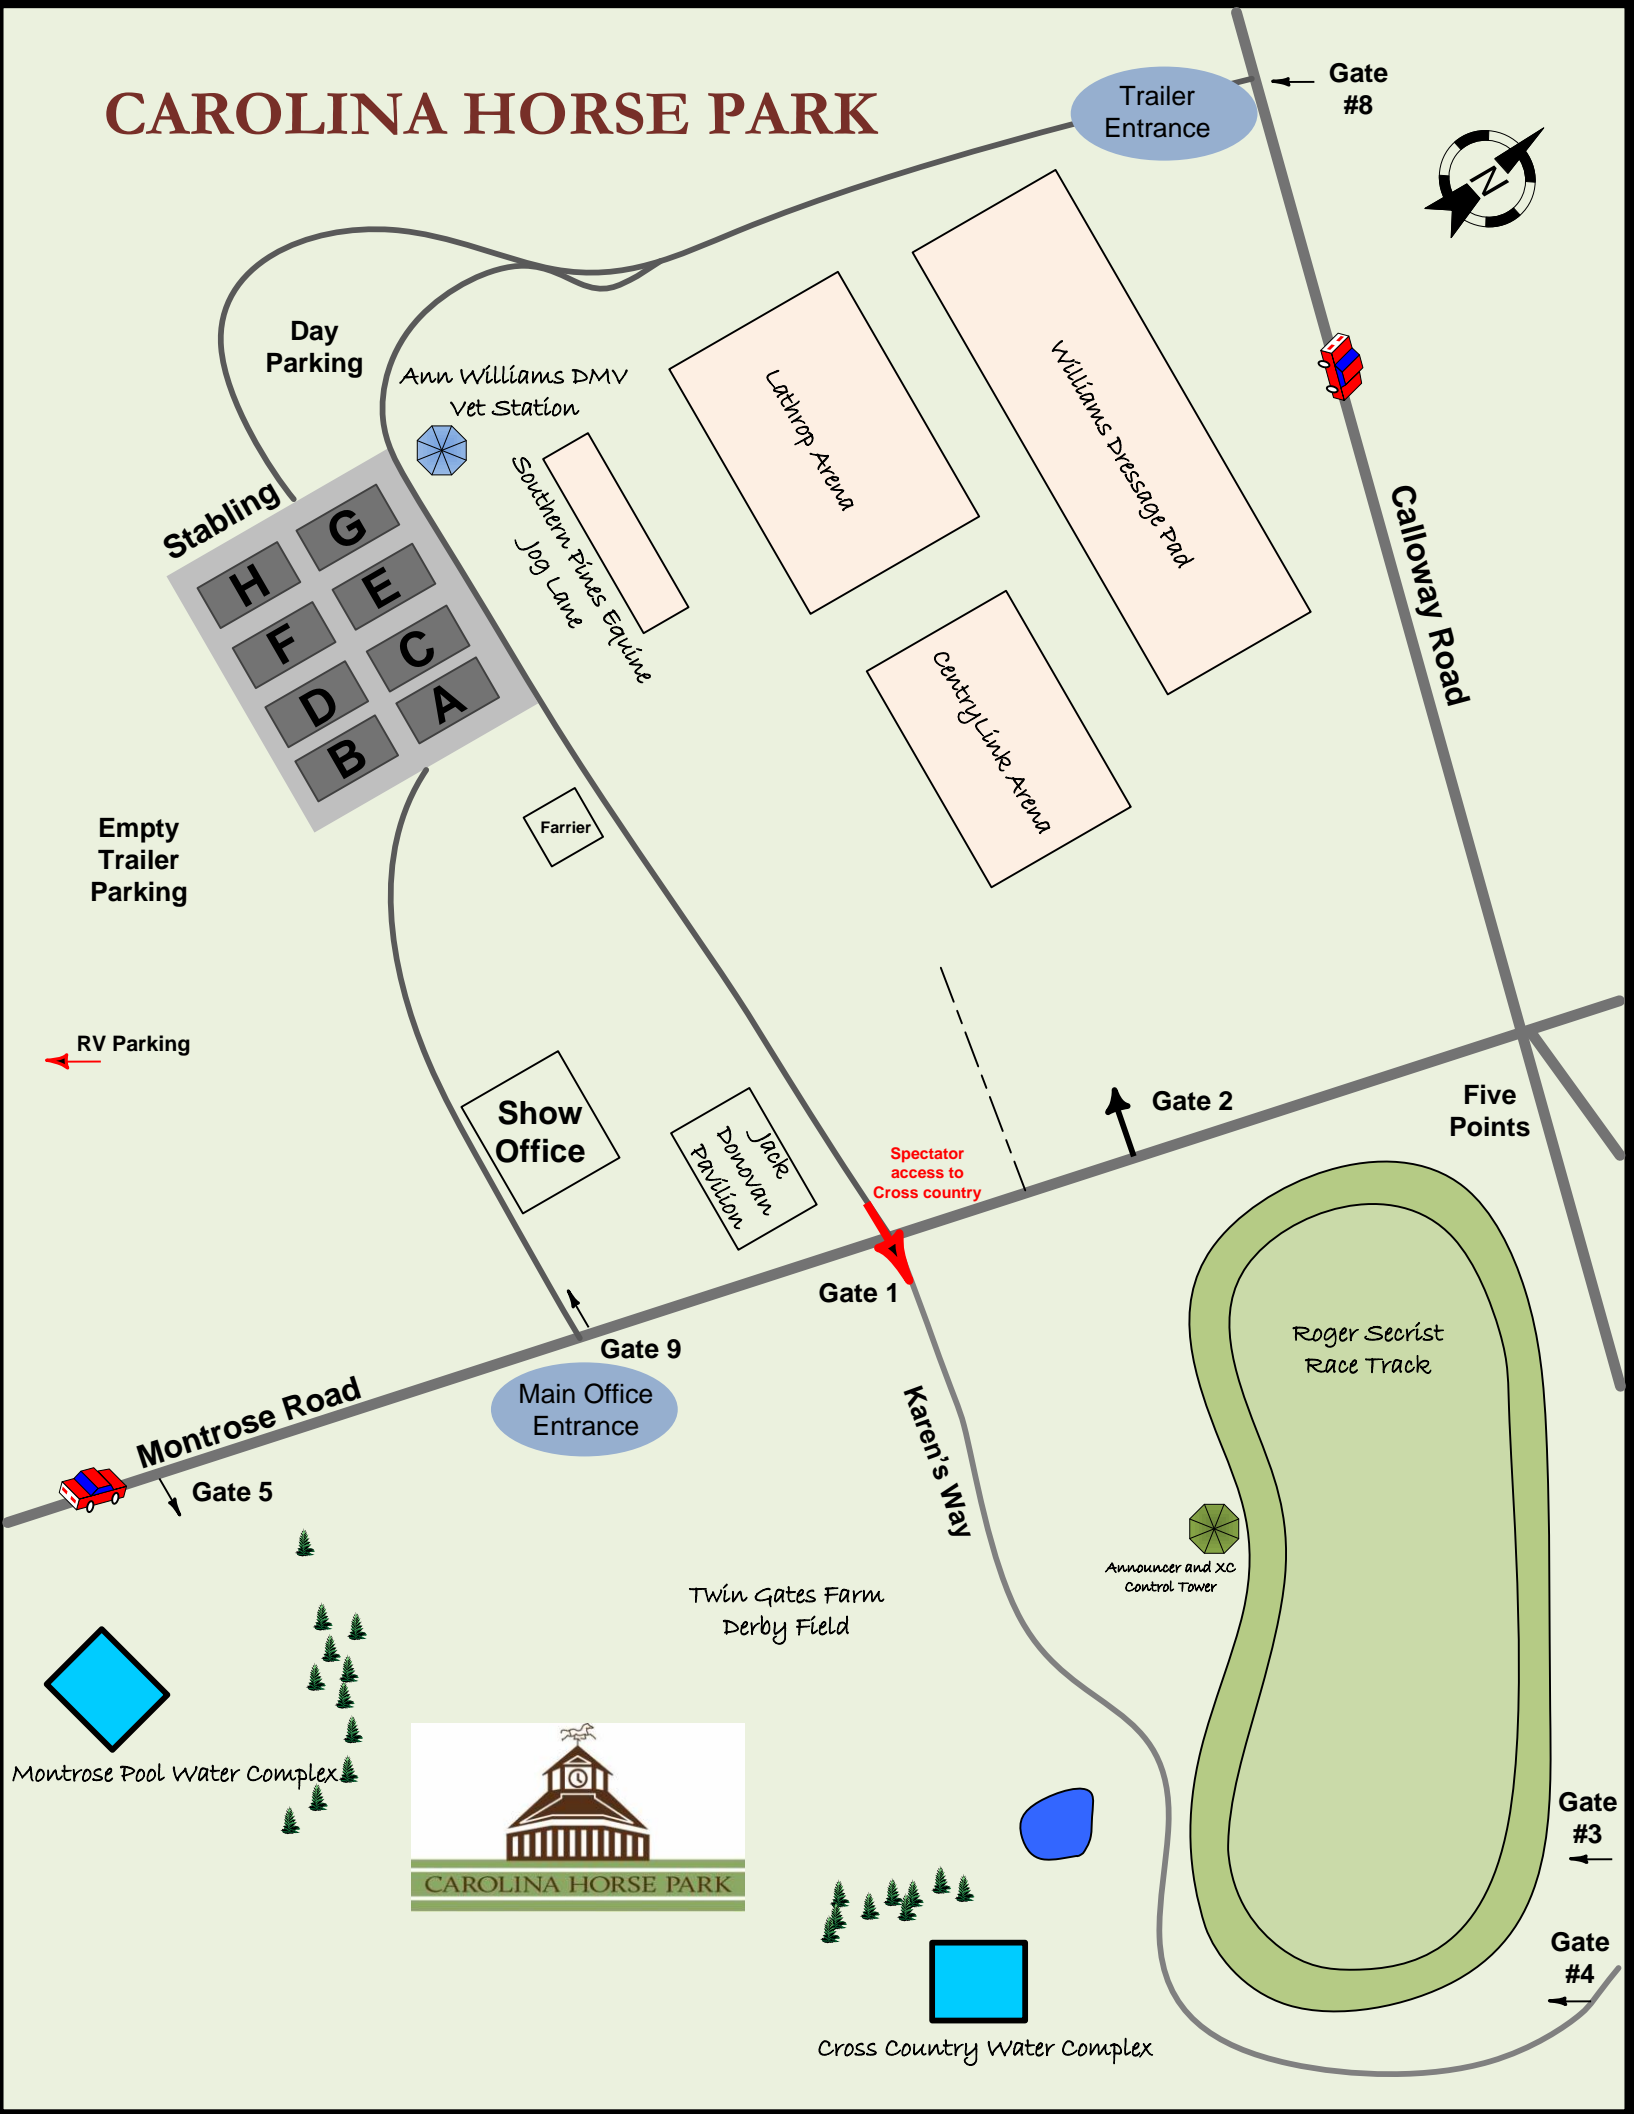 CAROLINA HORSE PARK
Trailer
Entrance
Gate
#8
N
Day
Parking
Ann Williams DMV
Vet Station
Southern Pines Equine
Jog Lane
Lathrop Arena
Williams Dressage Pad
CentryLink Arena
Calloway Road
Stabling
G
H
E
F
C
D
A
B
Farrier
Empty
Trailer
Parking
RV Parking
Show
Office
Jack
Donovan
Pavilion
Spectator
access to
Cross country
Gate 2
Five
Points
Gate 1
Gate 9
Main Office
Entrance
Montrose Road
Gate 5
Karen's Way
Roger Secrist
Race Track
Announcer and XC
Control Tower
Twin Gates Farm
Derby Field
Montrose Pool Water Complex
CAROLINA HORSE PARK
Gate
#3
Gate
#4
Cross Country Water Complex